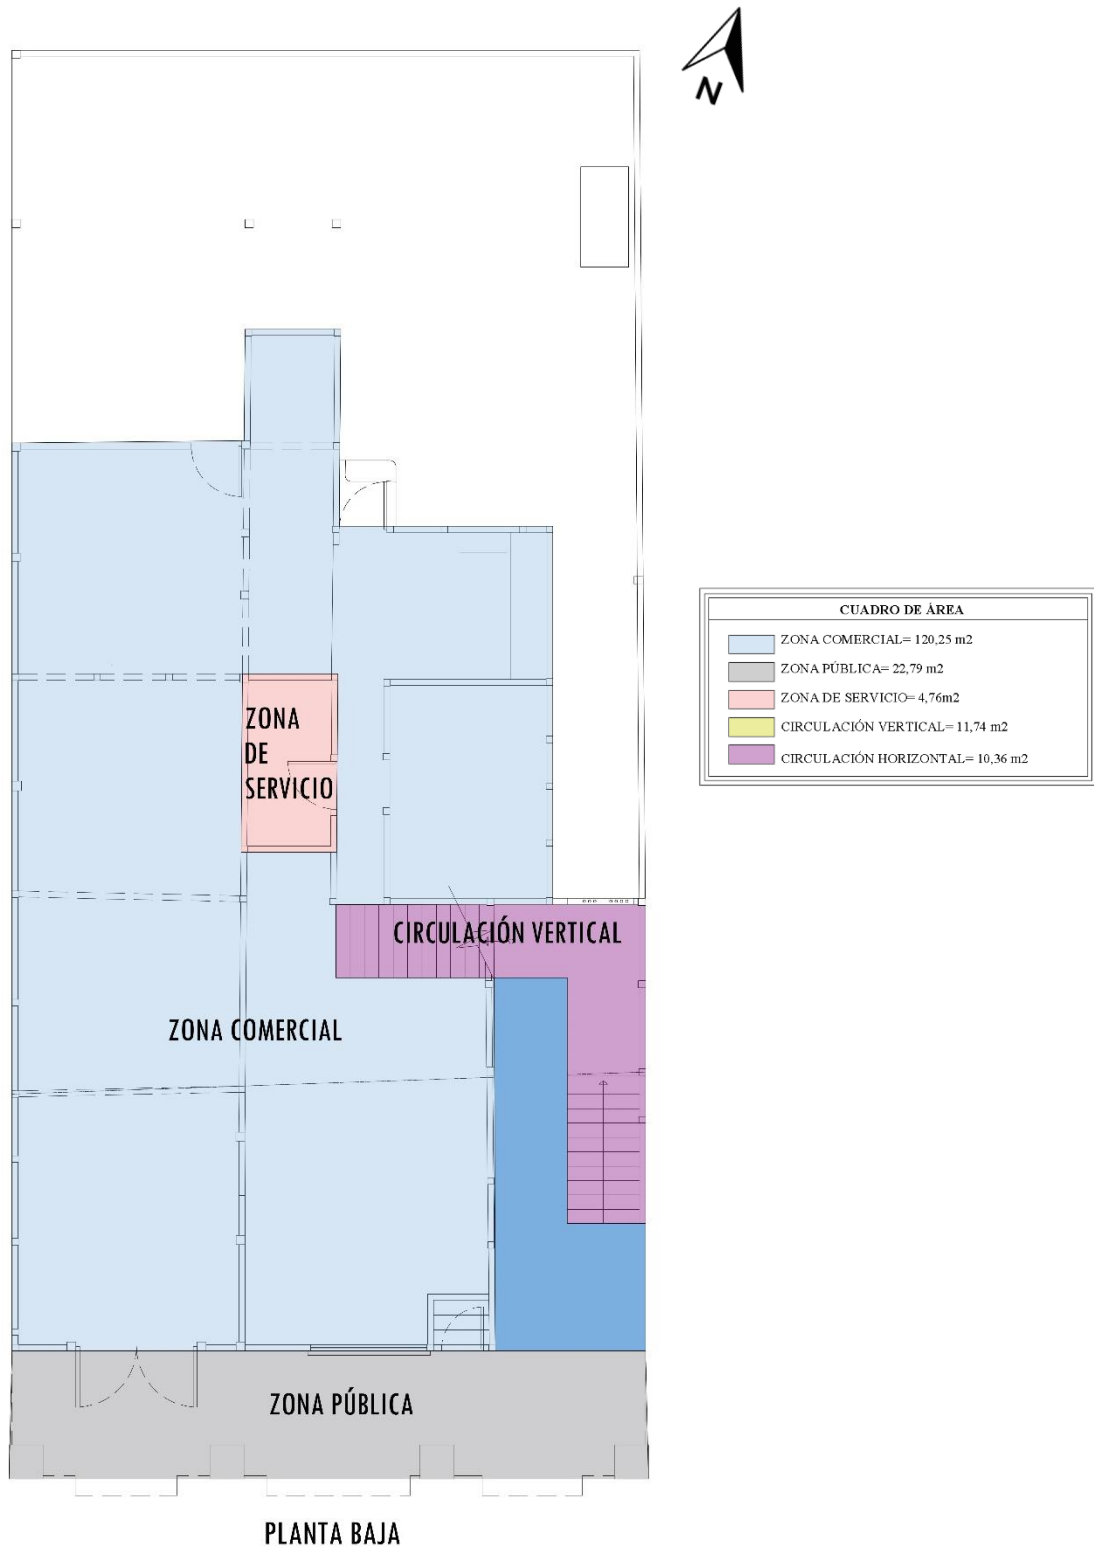 N
CUADRO DE ÁREA
ZONA COMERCIAL= 120,25 m2
ZONA PÚBLICA= 22,79 m2
ZONA DE SERVICIO= 4,76m2
CIRCULACIÓN VERTICAL= 11,74 m2
CIRCULACIÓN HORIZONTAL= 10,36 m2
ZONA
DE
SERVICIO
CIRCULACIÓN VERTICAL
ZONA COMERCIAL
ZONA PÚBLICA
PLANTA BAJA